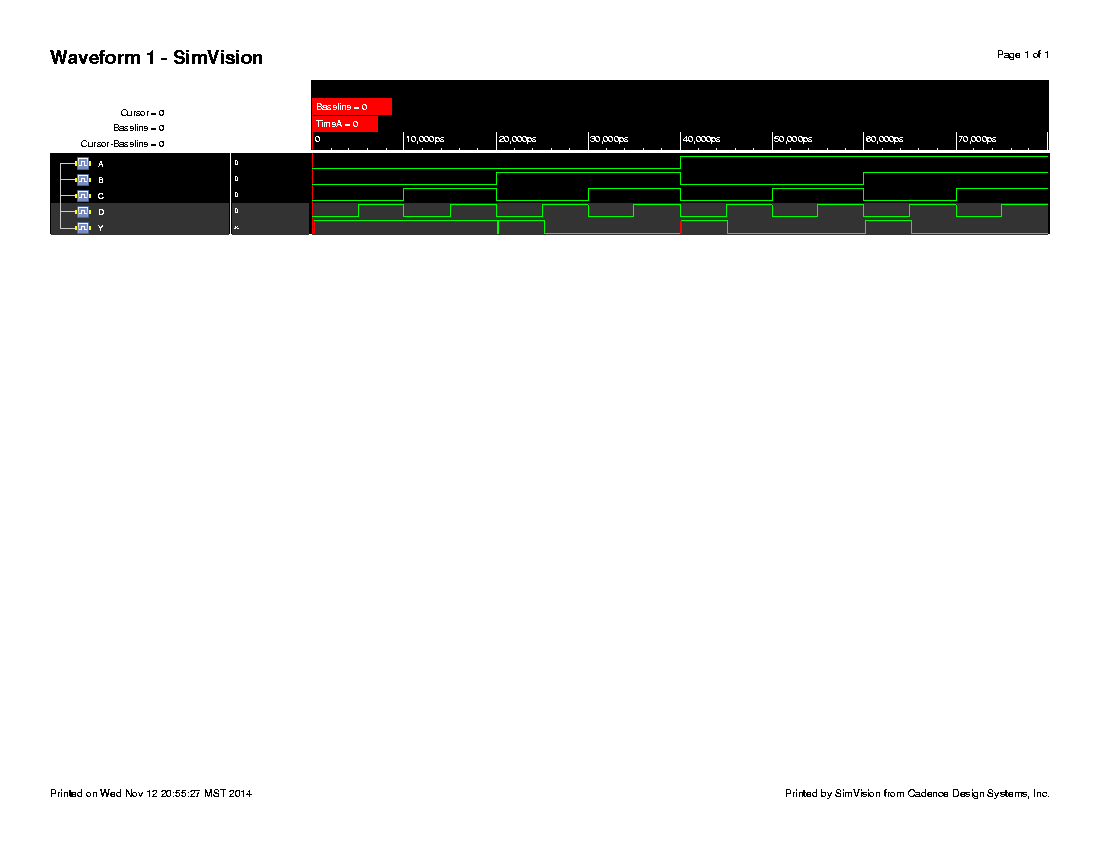 Waveform 1 - SimVision
Page 1 of 1
Baseline = 0
Cursor = 0
TimeA = 0
Baseline = 0
0 10,000ps 20,000ps 30,000ps 40,000ps 50,000ps 60,000ps 70,000ps
Cursor-Baseline = 0
A 0
B 0
C 0
D 0
Y x
Printed on Wed Nov 12 20:55:27 MST 2014
Printed by SimVision from Cadence Design Systems, Inc.